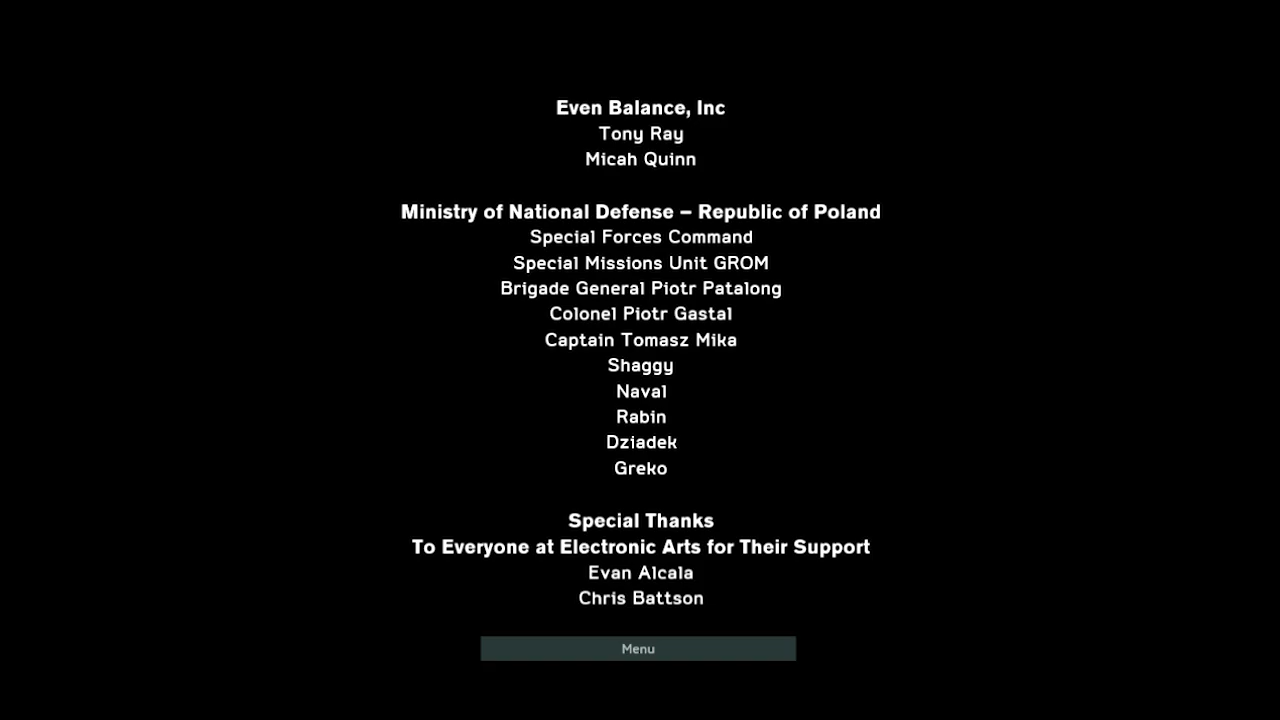 Even Balance, Inc
Tony Ray
Micah Quinn
Ministry of National Defense – Republic of Poland
Special Forces Command
Special Missions Unit GROM
Brigade General Piotr Patalong
Colonel Piotr Gastal
Captain Tomasz Mika
Shaggy
Naval
Rabin
Dziadek
Greko
Special Thanks
To Everyone at Electronic Arts for Their Support
Evan Alcala
Chris Battson
Menu